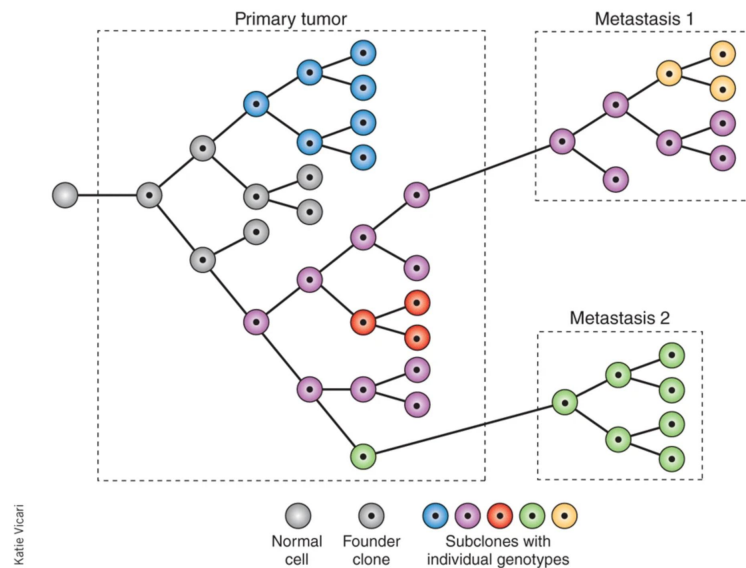 Primary tumor
Metastasis 1
Metastasis 2
Normal
cell
Founder
clone
Subclones with
individual genotypes
Katie Vicari